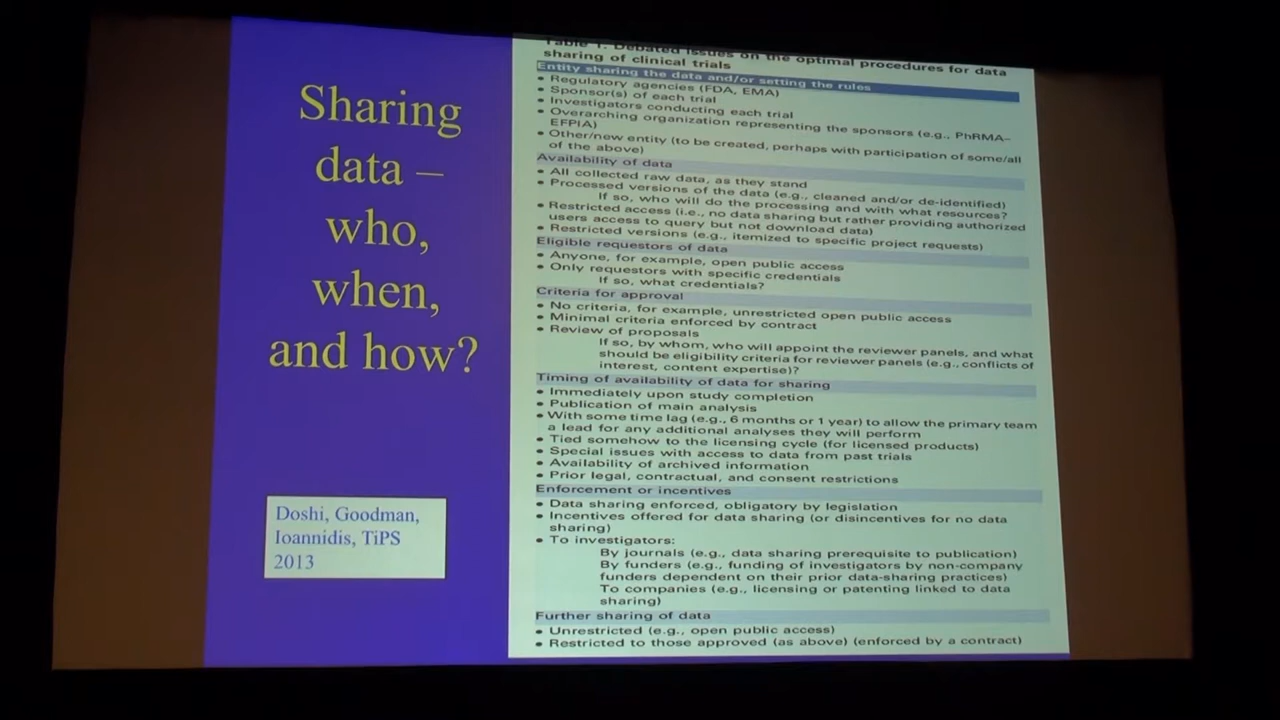 Sharing
data –
who,
when,
and how?
Doshi, Goodman,
Ioannidis, TiPS
2013
Table 1. Debated issues on the optimal procedures for data
sharing of clinical trials
Entity sharing the data and/or setting the rules
• Regulatory agencies (FDA, EMA)
• Sponsor(s) of each trial
• Investigators conducting each trial
• Overarching organization representing the sponsors (e.g., PhRMA–
EFPIA)
• Other/new entity (to be created, perhaps with participation of some/all
of the above)
Availability of data
• All collected raw data, as they stand
• Processed versions of the data (e.g., cleaned and/or de-identified)
If so, who will do the processing and with what resources?
• Restricted access (i.e., no data sharing but rather providing authorized
users access to query but not download data)
• Restricted versions (e.g., itemized to specific project requests)
Eligible requestors of data
• Anyone, for example, open public access
• Only requestors with specific credentials
If so, what credentials?
Criteria for approval
• No criteria, for example, unrestricted open public access
• Minimal criteria enforced by contract
• Review of proposals
If so, by whom, who will appoint the reviewer panels, and what
should be eligibility criteria for reviewer panels (e.g., conflicts of
interest, content expertise)?
Timing of availability of data for sharing
• Immediately upon study completion
• Publication of main analysis
• With some time lag (e.g., 6 months or 1 year) to allow the primary team
a lead for any additional analyses they will perform
• Tied somehow to the licensing cycle (for licensed products)
• Special issues with access to data from past trials
• Availability of archived information
• Prior legal, contractual, and consent restrictions
Enforcement or incentives
• Data sharing enforced, obligatory by legislation
• Incentives offered for data sharing (or disincentives for no data
sharing)
• To investigators:
By journals (e.g., data sharing prerequisite to publication)
By funders (e.g., funding of investigators by non-company
funders dependent on their prior data-sharing practices)
To companies (e.g., licensing or patenting linked to data
sharing)
Further sharing of data
• Unrestricted (e.g., open public access)
• Restricted to those approved (as above) (enforced by a contract)